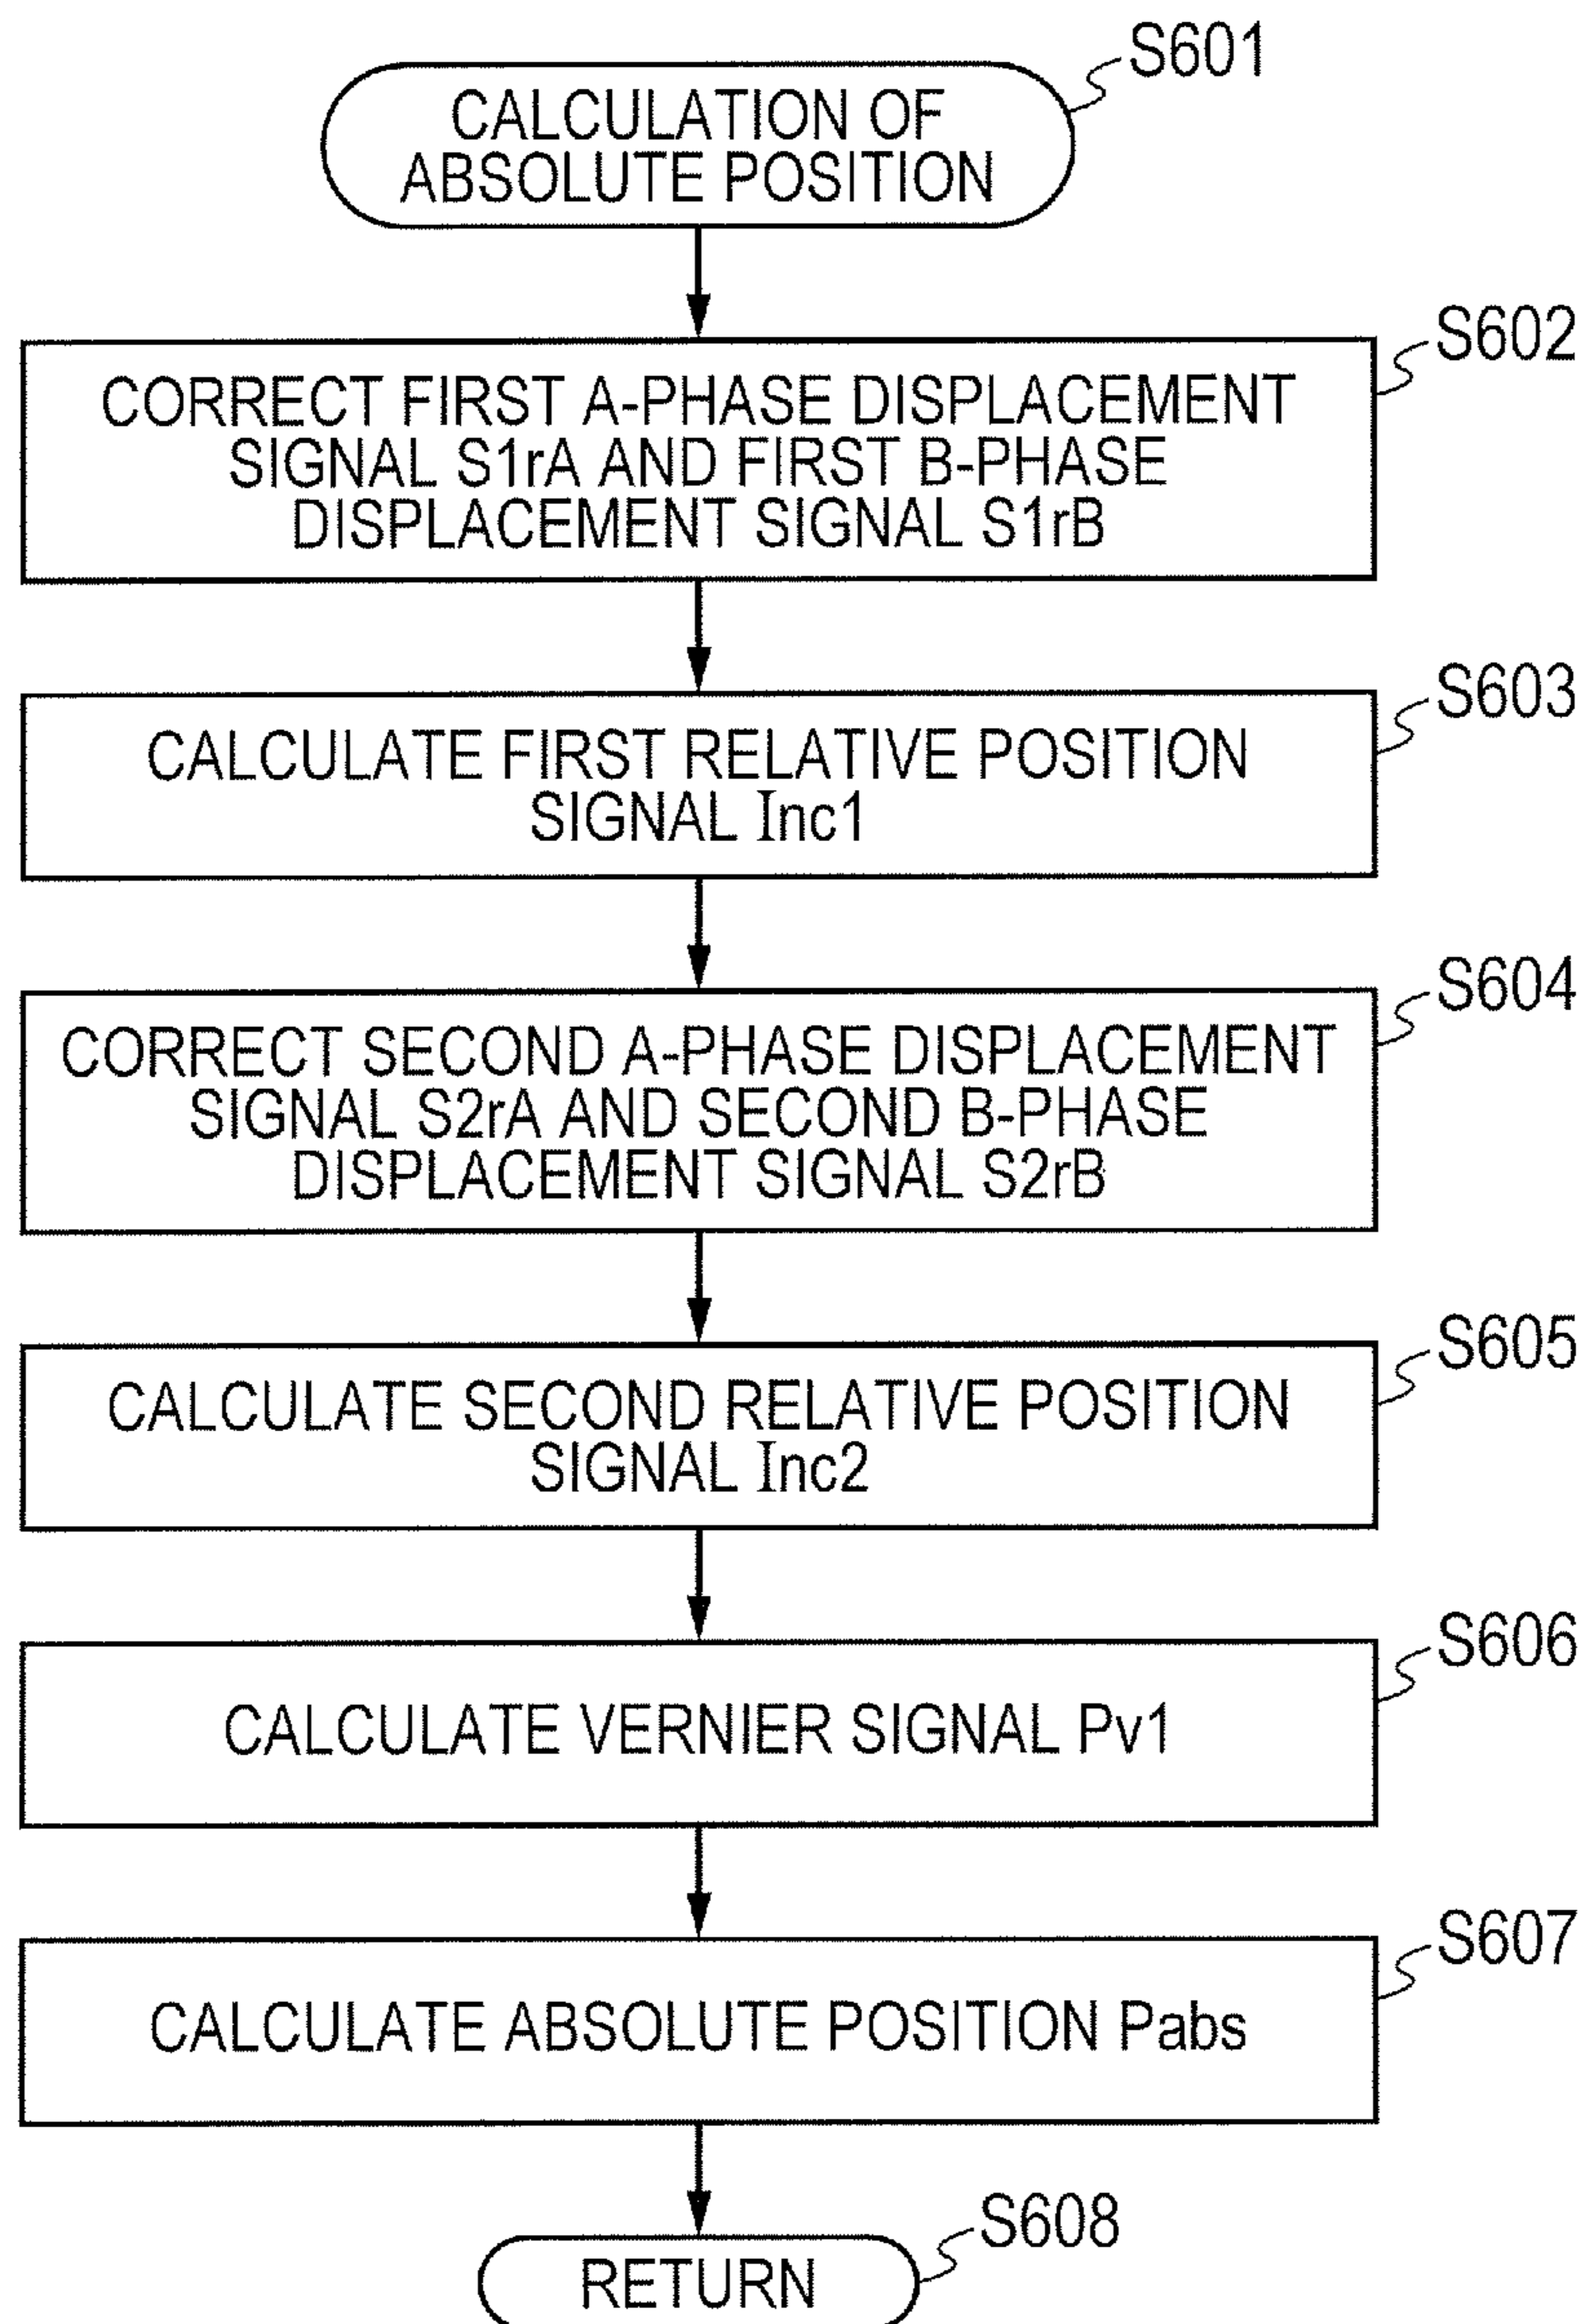 S601
CALCULATION OF
ABSOLUTE POSITION
S602
CORRECT FIRST A-PHASE DISPLACEMENT
SIGNAL S1rA AND FIRST B-PHASE
DISPLACEMENT SIGNAL S1rB
S603
CALCULATE FIRST RELATIVE POSITION
SIGNAL Inc1
S604
CORRECT SECOND A-PHASE DISPLACEMENT
SIGNAL S2rA AND SECOND B-PHASE
DISPLACEMENT SIGNAL S2rB
S605
CALCULATE SECOND RELATIVE POSITION
SIGNAL Inc2
S606
CALCULATE VERNIER SIGNAL Pv1
S607
CALCULATE ABSOLUTE POSITION Pabs
S608
RETURN